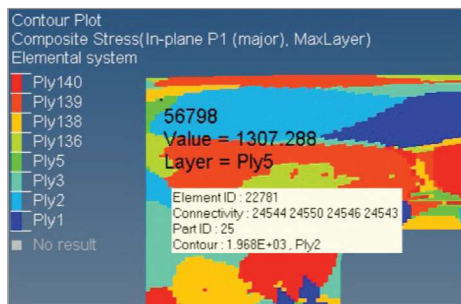 Contour Plot
Composite Stress(In-plane P1 (major), MaxLayer)
Elemental system
Ply140
Ply139
Ply138
Ply136
Ply5
Ply3
Ply2
Ply1
No result
56798
Value = 1307.288
Layer = Ply5
Element ID : 22781
Connectivity : 24544 24550 24546 24543
Part ID : 25
Contour : 1.968E+03 , Ply2